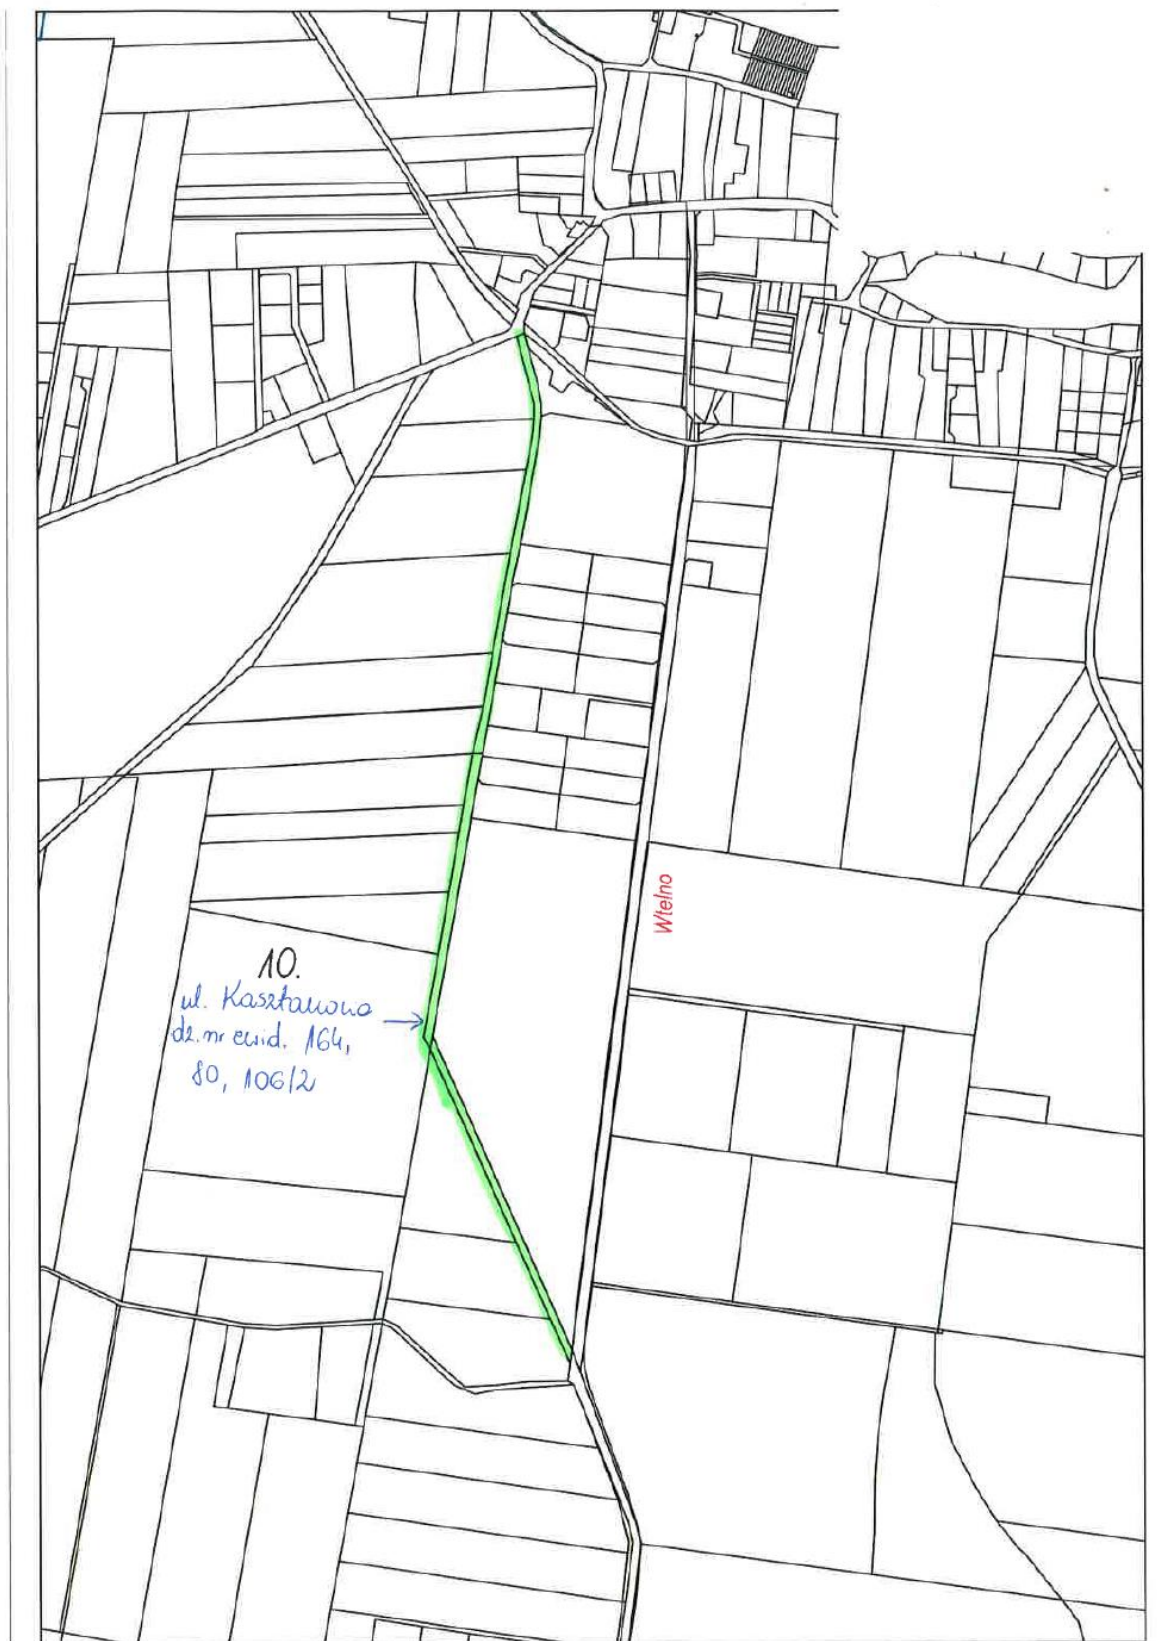 Wtelno
10.
ul. Kasztanowa
dz. nr ewid. 164,
80, 106/2